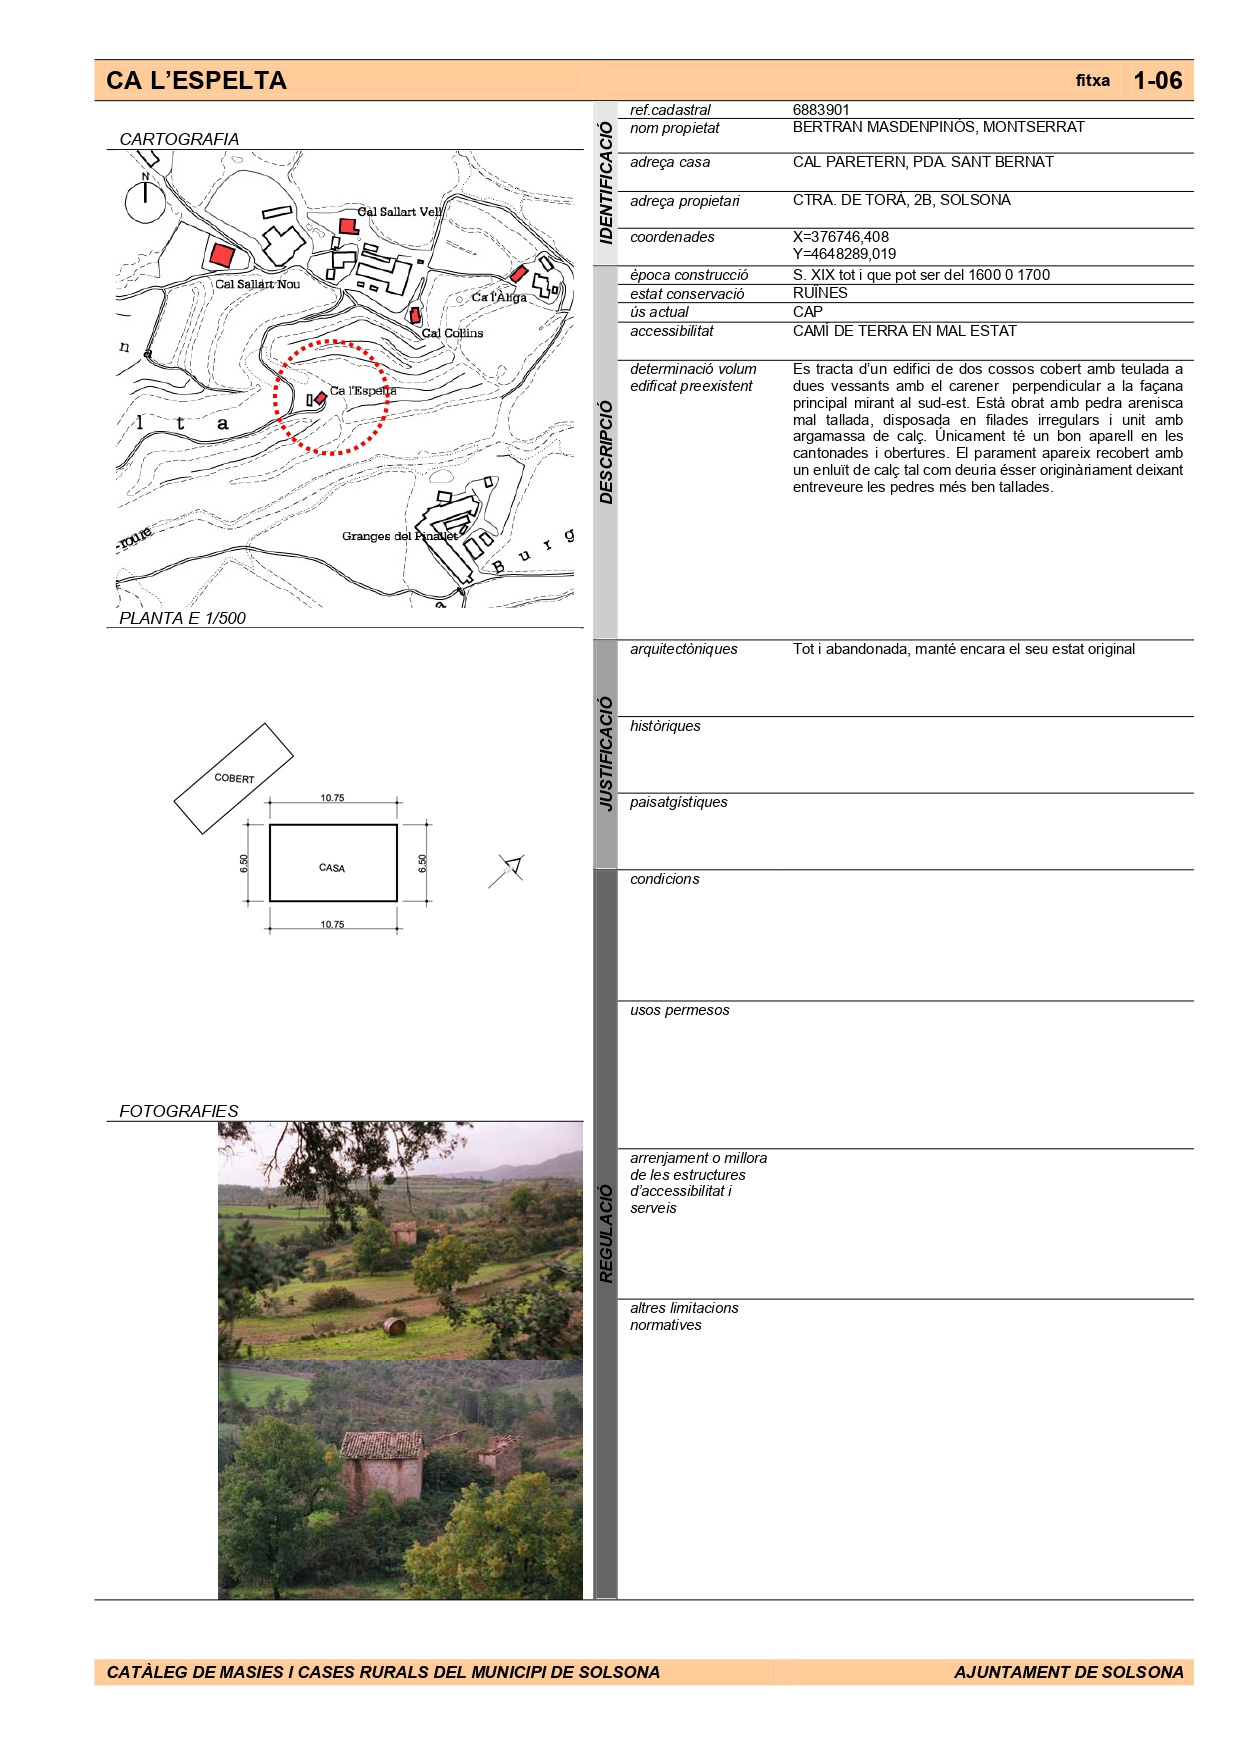 CA L’ESPELTA
fitxa 1-06
CARTOGRAFIA
N
Cal Sallart Vell
Cal Sallart Nou
Ca l'Àliga
Cal Collins
n a
Ca l'Espelta
l t a
Granges del Pinallet
-roure
B u r g
a
PLANTA E 1/500
COBERT
10.75
6.50
CASA
6.50
10.75
FOTOGRAFIES
IDENTIFICACIÓ
ref.cadastral 6883901
nom propietat BERTRAN MASDENPINÓS, MONTSERRAT
adreça casa CAL PARETERN, PDA. SANT BERNAT
adreça propietari CTRA. DE TORÀ, 2B, SOLSONA
coordenades X=376746,408
Y=4648289,019
DESCRIPCIÓ
època construcció S. XIX tot i que pot ser del 1600 0 1700
estat conservació RUÏNES
ús actual CAP
accessibilitat CAMÍ DE TERRA EN MAL ESTAT
determinació volum
edificat preexistent
Es tracta d’un edifici de dos cossos cobert amb teulada a
dues vessants amb el carener perpendicular a la façana
principal mirant al sud-est. Està obrat amb pedra arenisca
mal tallada, disposada en filades irregulars i unit amb
argamassa de calç. Únicament té un bon aparell en les
cantonades i obertures. El parament apareix recobert amb
un enluït de calç tal com deuria ésser originàriament deixant
entreveure les pedres més ben tallades.
JUSTIFICACIÓ
arquitectòniques Tot i abandonada, manté encara el seu estat original
històriques
paisatgístiques
REGULACIÓ
condicions
usos permesos
arrenjament o millora
de les estructures
d’accessibilitat i
serveis
altres limitacions
normatives
CATÀLEG DE MASIES I CASES RURALS DEL MUNICIPI DE SOLSONA
AJUNTAMENT DE SOLSONA